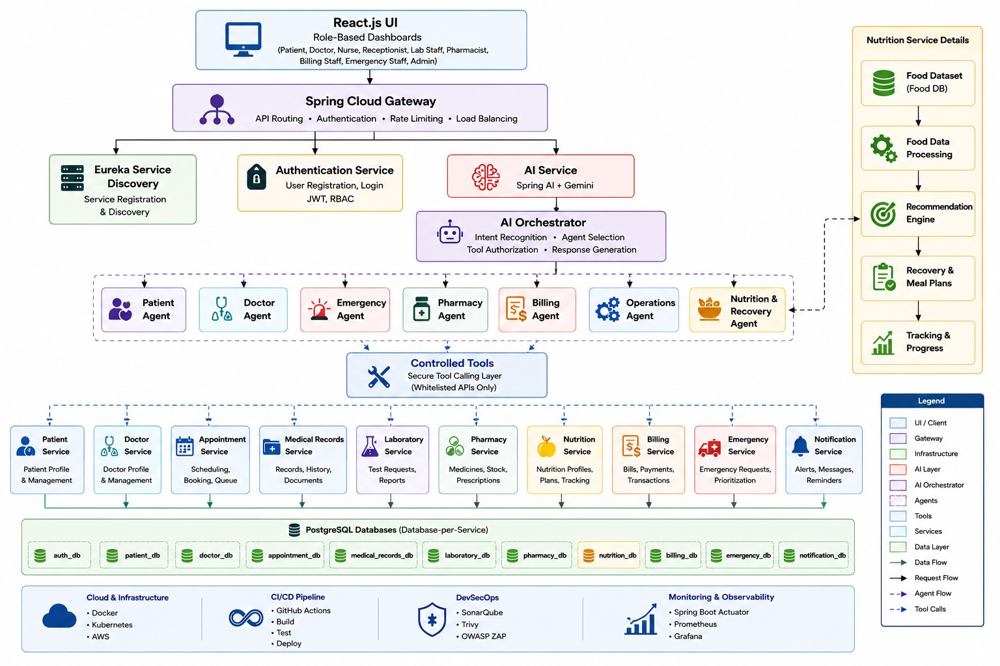 React.js UI
Role-Based Dashboards
(Patient, Doctor, Nurse, Receptionist, Lab Staff, Pharmacist,
Billing Staff, Emergency Staff, Admin)
Spring Cloud Gateway
API Routing • Authentication • Rate Limiting • Load Balancing
Eureka Service
Discovery
Service Registration
& Discovery
Authentication Service
User Registration, Login
JWT, RBAC
AI Service
Spring AI + Gemini
AI Orchestrator
Intent Recognition • Agent Selection
Tool Authorization • Response Generation
Patient
Agent
Doctor
Agent
Emergency
Agent
Pharmacy
Agent
Billing
Agent
Operations
Agent
Nutrition &
Recovery
Agent
Controlled Tools
Secure Tool Calling Layer
(Whitelisted APIs Only)
Patient
Service
Patient Profile
& Management
Doctor
Service
Doctor Profile
& Management
Appointment
Service
Scheduling,
Booking, Queue
Medical Records
Service
Records, History,
Documents
Laboratory
Service
Test Requests,
Reports
Pharmacy
Service
Medicines, Stock,
Prescriptions
Nutrition
Service
Nutrition Profiles,
Plans, Tracking
Billing
Service
Bills, Payments,
Transactions
Emergency
Service
Emergency Requests,
Prioritization
Notification
Service
Alerts, Messages,
Reminders
PostgreSQL Databases (Database-per-Service)
auth_db
patient_db
doctor_db
appointment_db
medical_records_db
laboratory_db
pharmacy_db
nutrition_db
billing_db
emergency_db
notification_db
Cloud & Infrastructure
• Docker
• Kubernetes
• AWS
CI/CD Pipeline
• GitHub Actions
• Build
• Test
• Deploy
DevSecOps
• SonarQube
• Trivy
• OWASP ZAP
Monitoring & Observability
• Spring Boot Actuator
• Prometheus
• Grafana
Nutrition Service Details
Food Dataset
(Food DB)
Food Data
Processing
Recommendation
Engine
Recovery &
Meal Plans
Tracking &
Progress
Legend
UI / Client
Gateway
Infrastructure
AI Layer
AI Orchestrator
Agents
Tools
Services
Data Layer
Data Flow
Request Flow
Agent Flow
Tool Calls